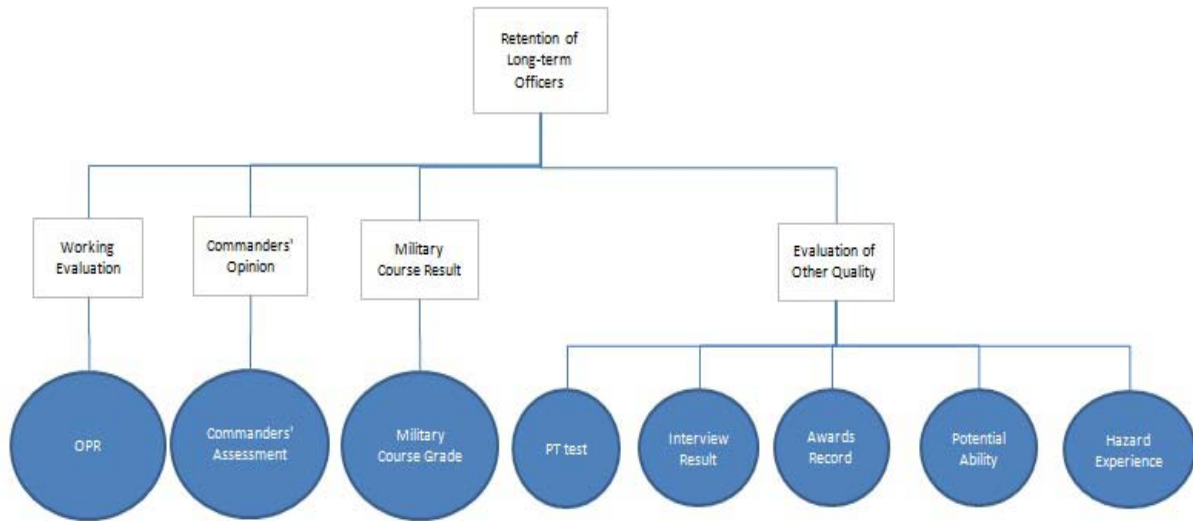 Retention of
Long-term
Officers
Working
Evaluation
Commanders'
Opinion
Military
Course Result
Evaluation of
Other Quality
OPR
Commanders'
Assessment
Military
Course Grade
PT test
Interview
Result
Awards
Record
Potential
Ability
Hazard
Experience